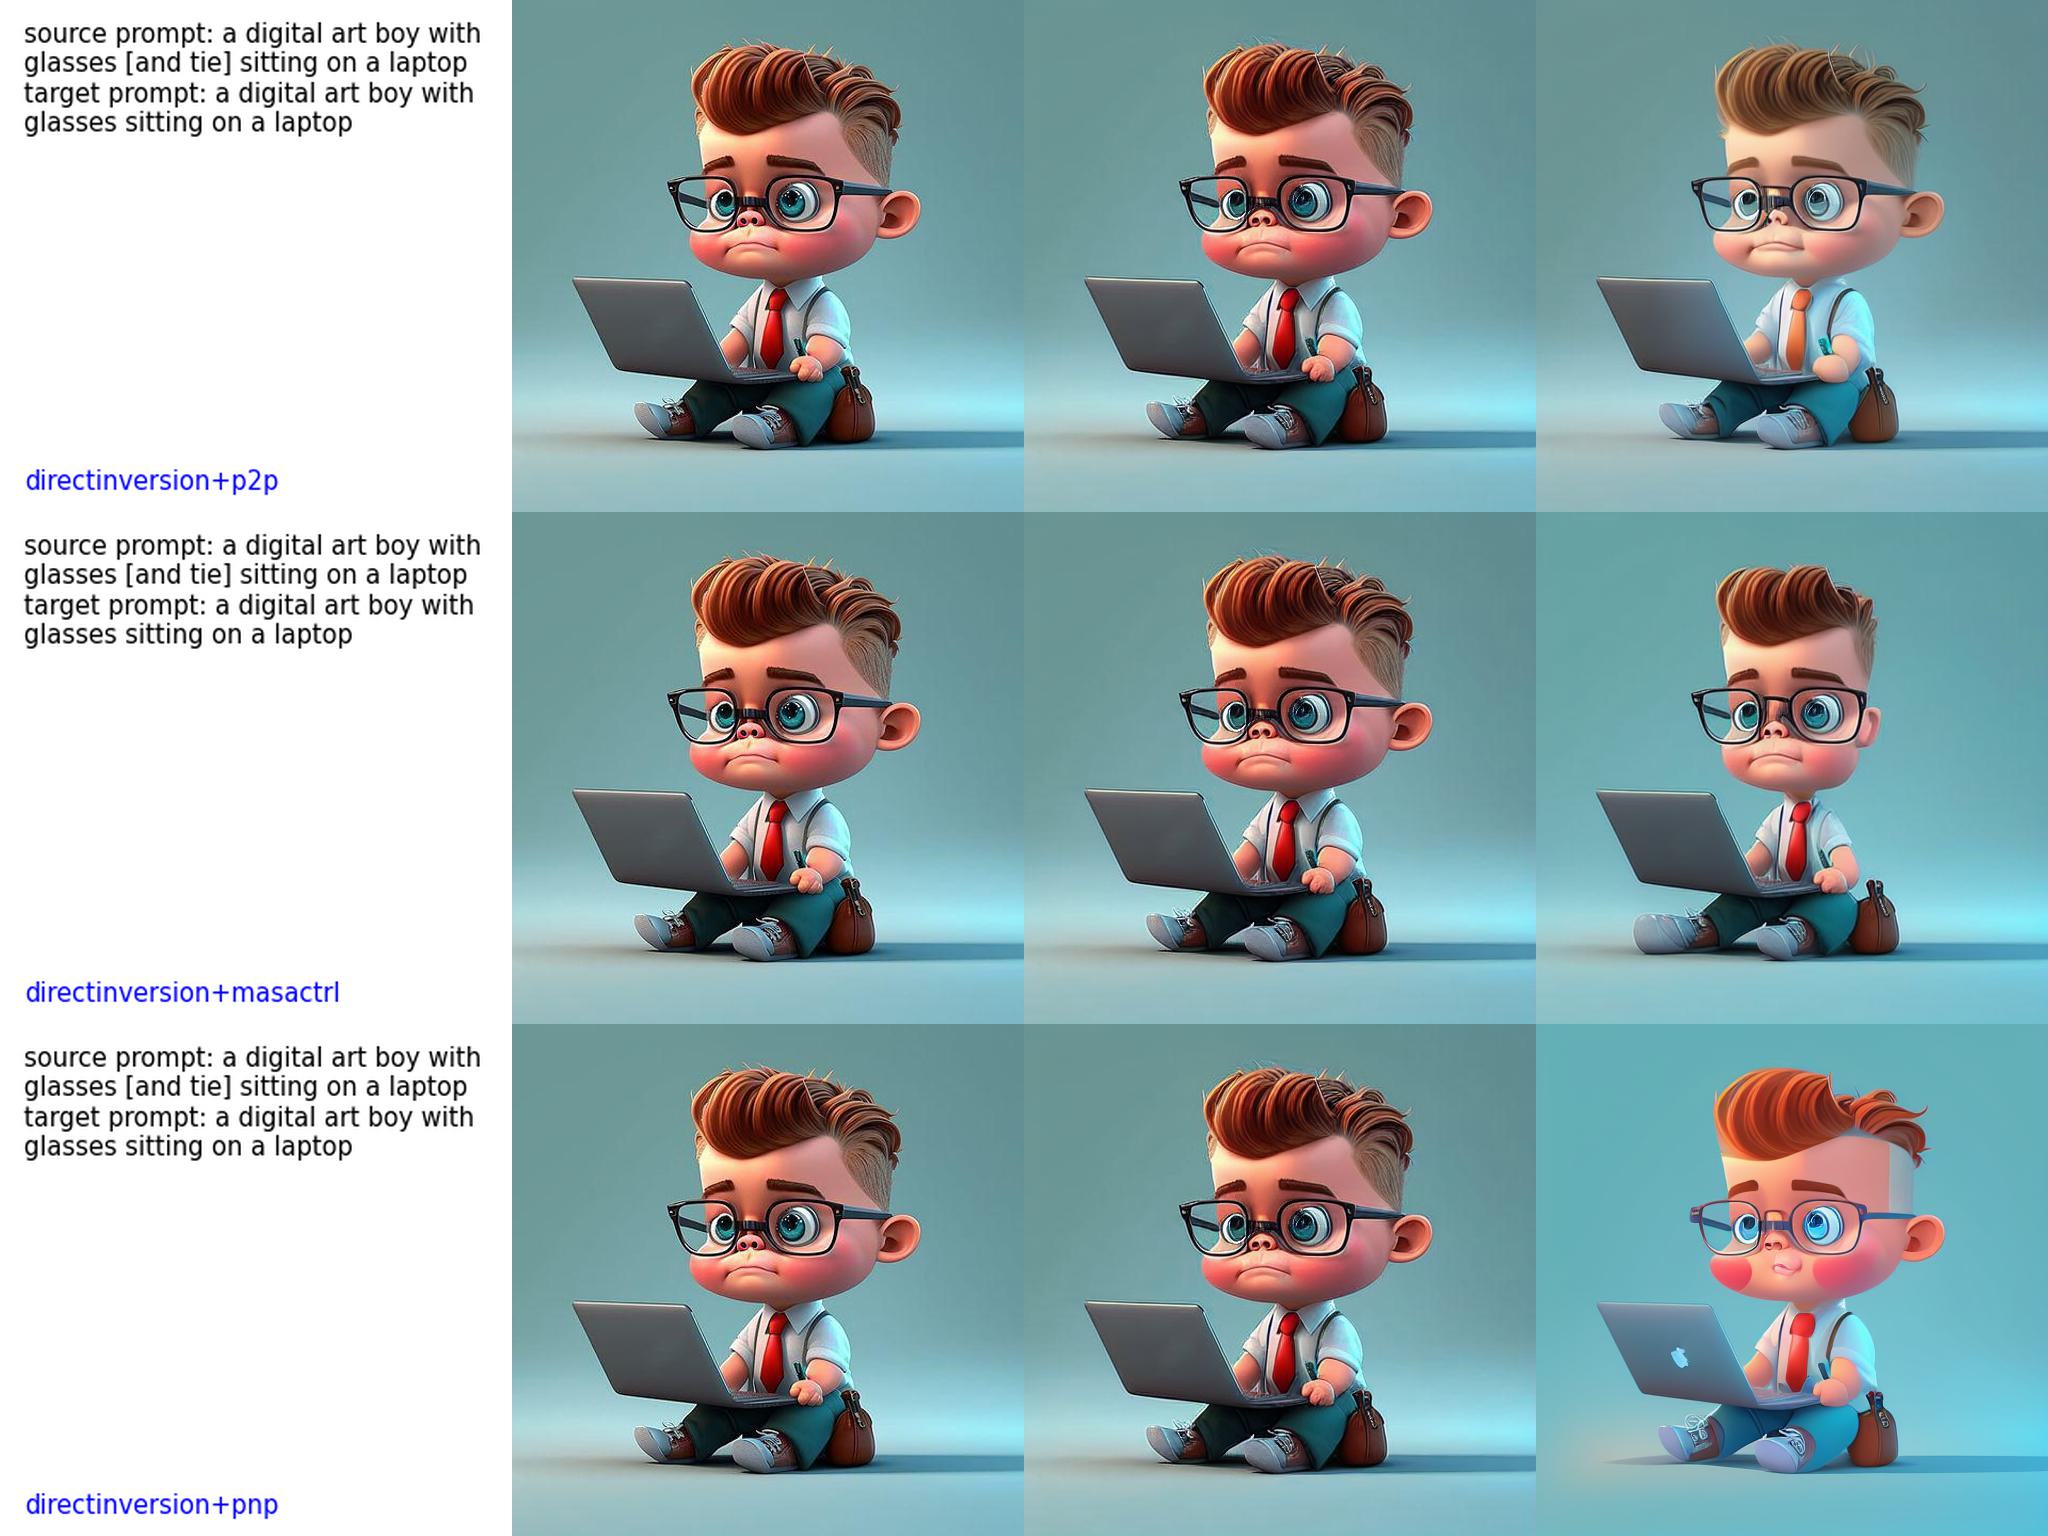 source prompt: a digital art boy with
glasses [and tie] sitting on a laptop
target prompt: a digital art boy with
glasses sitting on a laptop
directinversion+p2p
source prompt: a digital art boy with
glasses [and tie] sitting on a laptop
target prompt: a digital art boy with
glasses sitting on a laptop
directinversion+masactrl
source prompt: a digital art boy with
glasses [and tie] sitting on a laptop
target prompt: a digital art boy with
glasses sitting on a laptop
directinversion+pnp